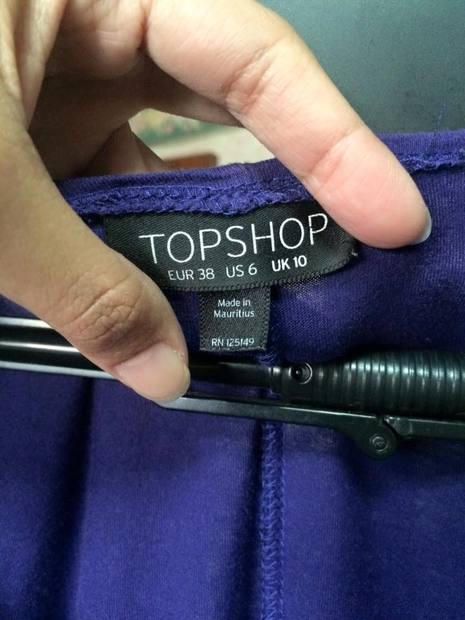 TOPSHOP
EUR 38 US 6 UK 10
Made in
Mauritius
RN 125149